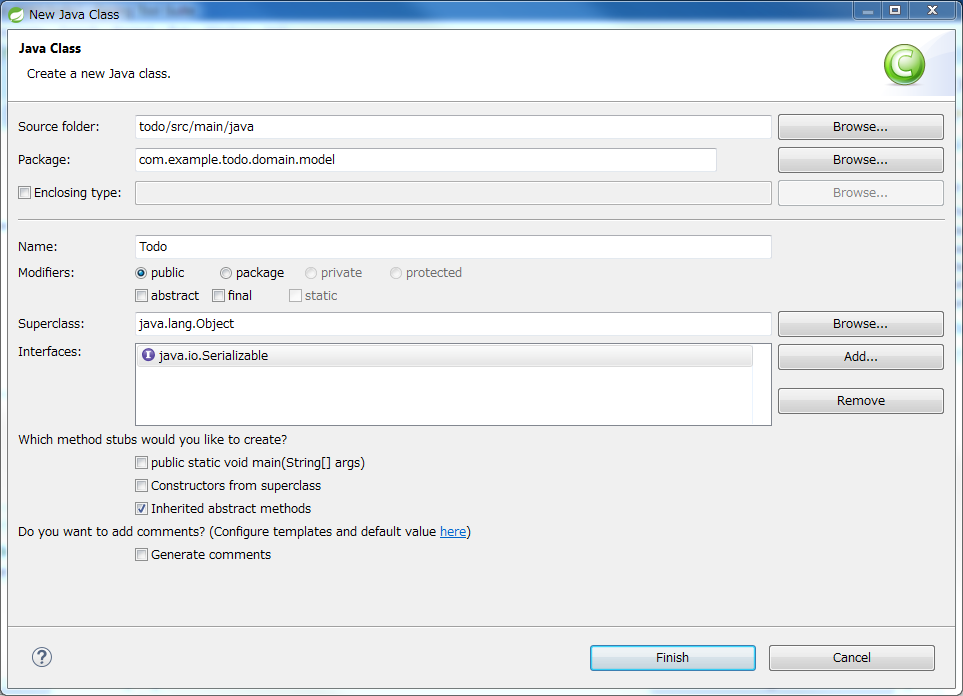 New Java Class
Java Class
Create a new Java class.
C
Source folder: todo/src/main/java Browse...
Package: com.example.todo.domain.model Browse...
Enclosing type: Browse...
Name: Todo
Modifiers: public package private protected
abstract final static
Superclass: java.lang.Object Browse...
Interfaces: I java.io.Serializable Add...
Remove
Which method stubs would you like to create?
public static void main(String[] args)
Constructors from superclass
Inherited abstract methods
Do you want to add comments? (Configure templates and default value here)
Generate comments
? Finish Cancel